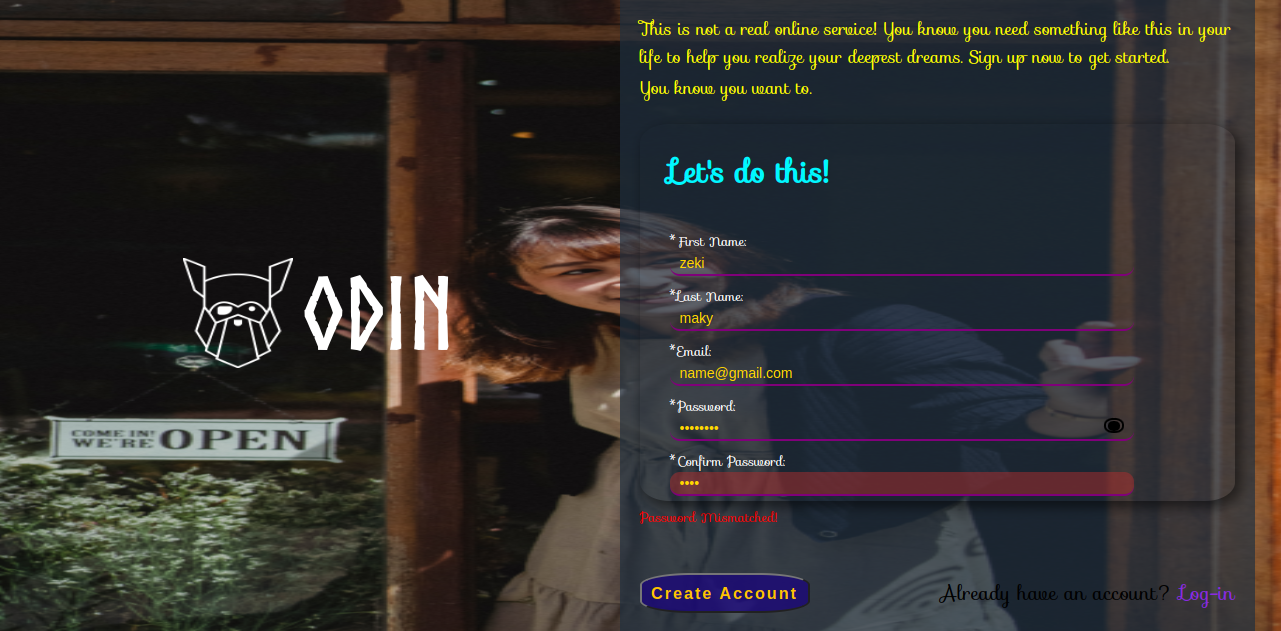 This is not a real online service! You know you need something like this in your
life to help you realize your deepest dreams. Sign up now to get started.
You know you want to.
Let's do this!
*First Name:
zeki
*Last Name:
maky
*Email:
name@gmail.com
*Password:
••••••••
*Confirm Password:
••••
Password Mismatched!
Create Account
Already have an account? Log-in
ODIN
COME IN!
WE'RE OPEN